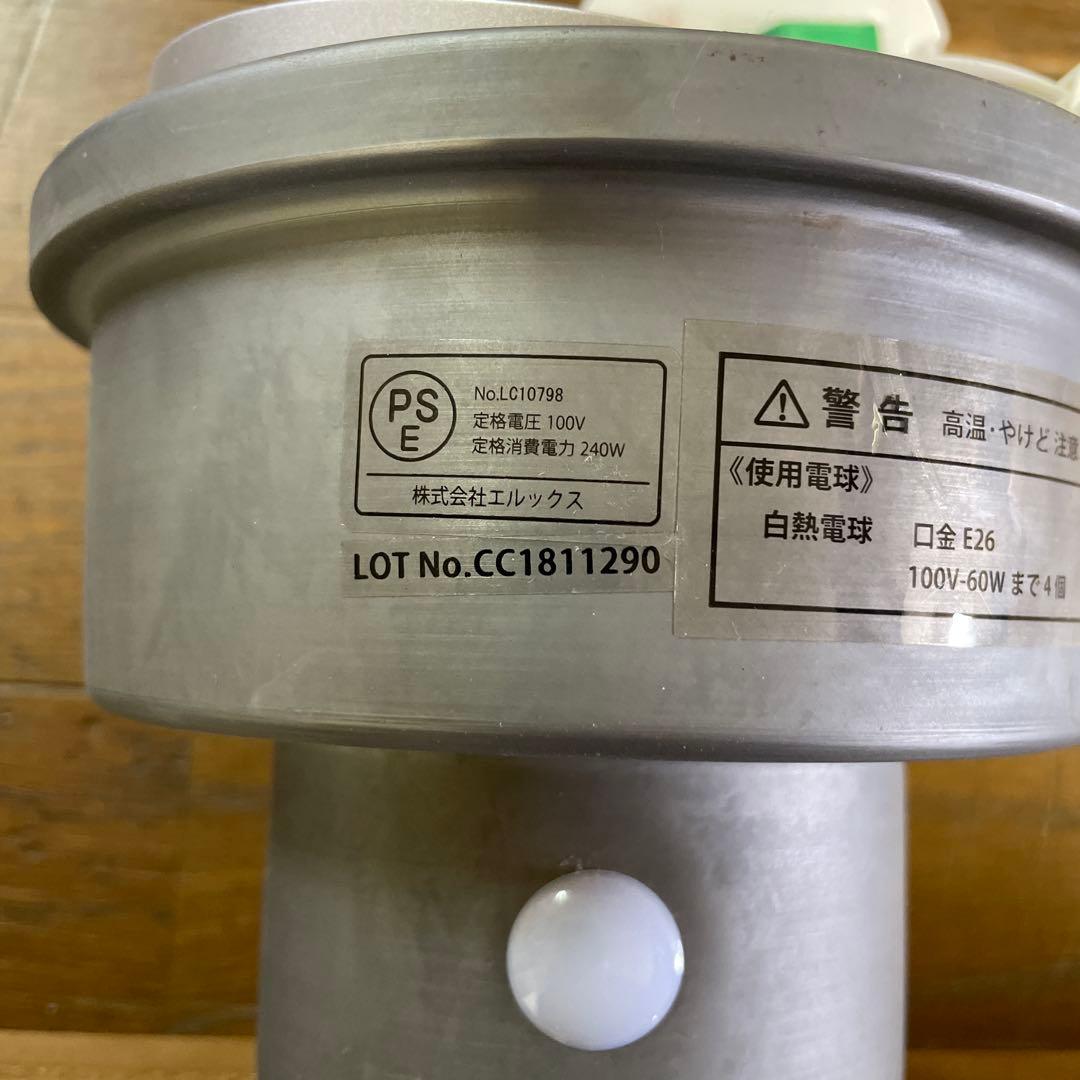 PS
E
No.LC10798
定格電圧 100V
定格消費電力 240W
株式会社エルックス
LOT No.CC1811290
警告 高温・やけど 注意
《使用電球》
白熱電球 口金 E26
100V-60W まで 4 個